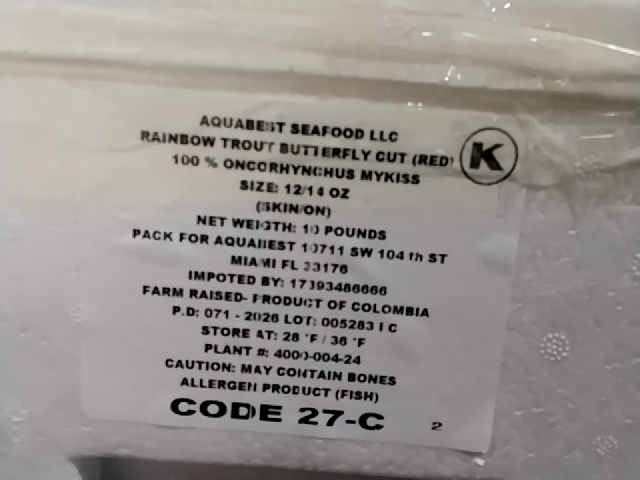 AQUABEST SEAFOOD LLC
RAINBOW TROUT BUTTERFLY CUT (RED)
K
100 % ONCORHYNCHUS MYKISS
SIZE: 12/14 OZ
(SKIN/ON)
NET WEIGTH: 10 POUNDS
PACK FOR AQUABEST 10711 SW 104 th ST
MIAMI FL 33176
IMPOTED BY: 17393486666
FARM RAISED- PRODUCT OF COLOMBIA
P.D: 071 - 2026 LOT: 005283 I C
STORE AT: 28 °F / 36 °F
PLANT #: 4000-004-24
CAUTION: MAY CONTAIN BONES
ALLERGEN PRODUCT (FISH)
CODE 27-C 2